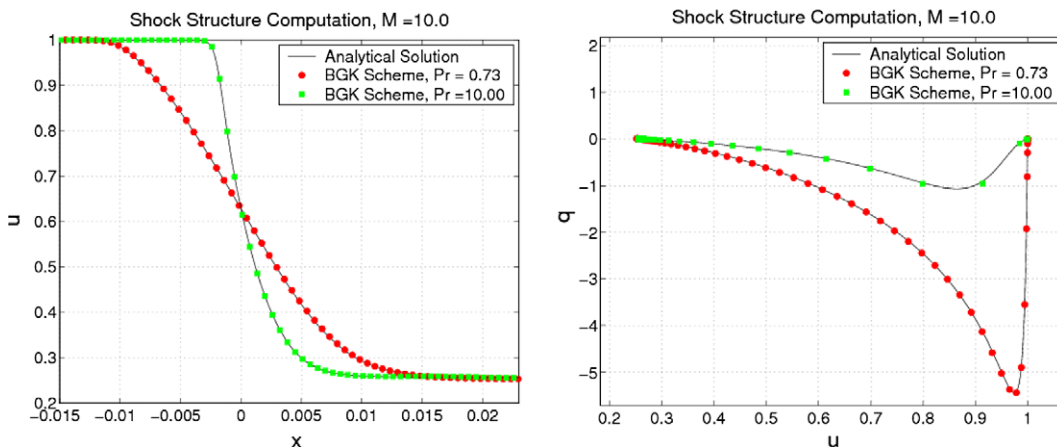 Shock Structure Computation, M =10.0
1
0.9
0.8
0.7
0.6
0.5
0.4
0.3
0.2
u
Analytical Solution
BGK Scheme, Pr = 0.73
BGK Scheme, Pr =10.00
−0.015
−0.01
−0.005
0
0.005
0.01
0.015
0.02
x
Shock Structure Computation, M =10.0
2
1
0
−1
−2
−3
−4
−5
q
Analytical Solution
BGK Scheme, Pr = 0.73
BGK Scheme, Pr =10.00
0.2
0.3
0.4
0.5
0.6
0.7
0.8
0.9
1
u